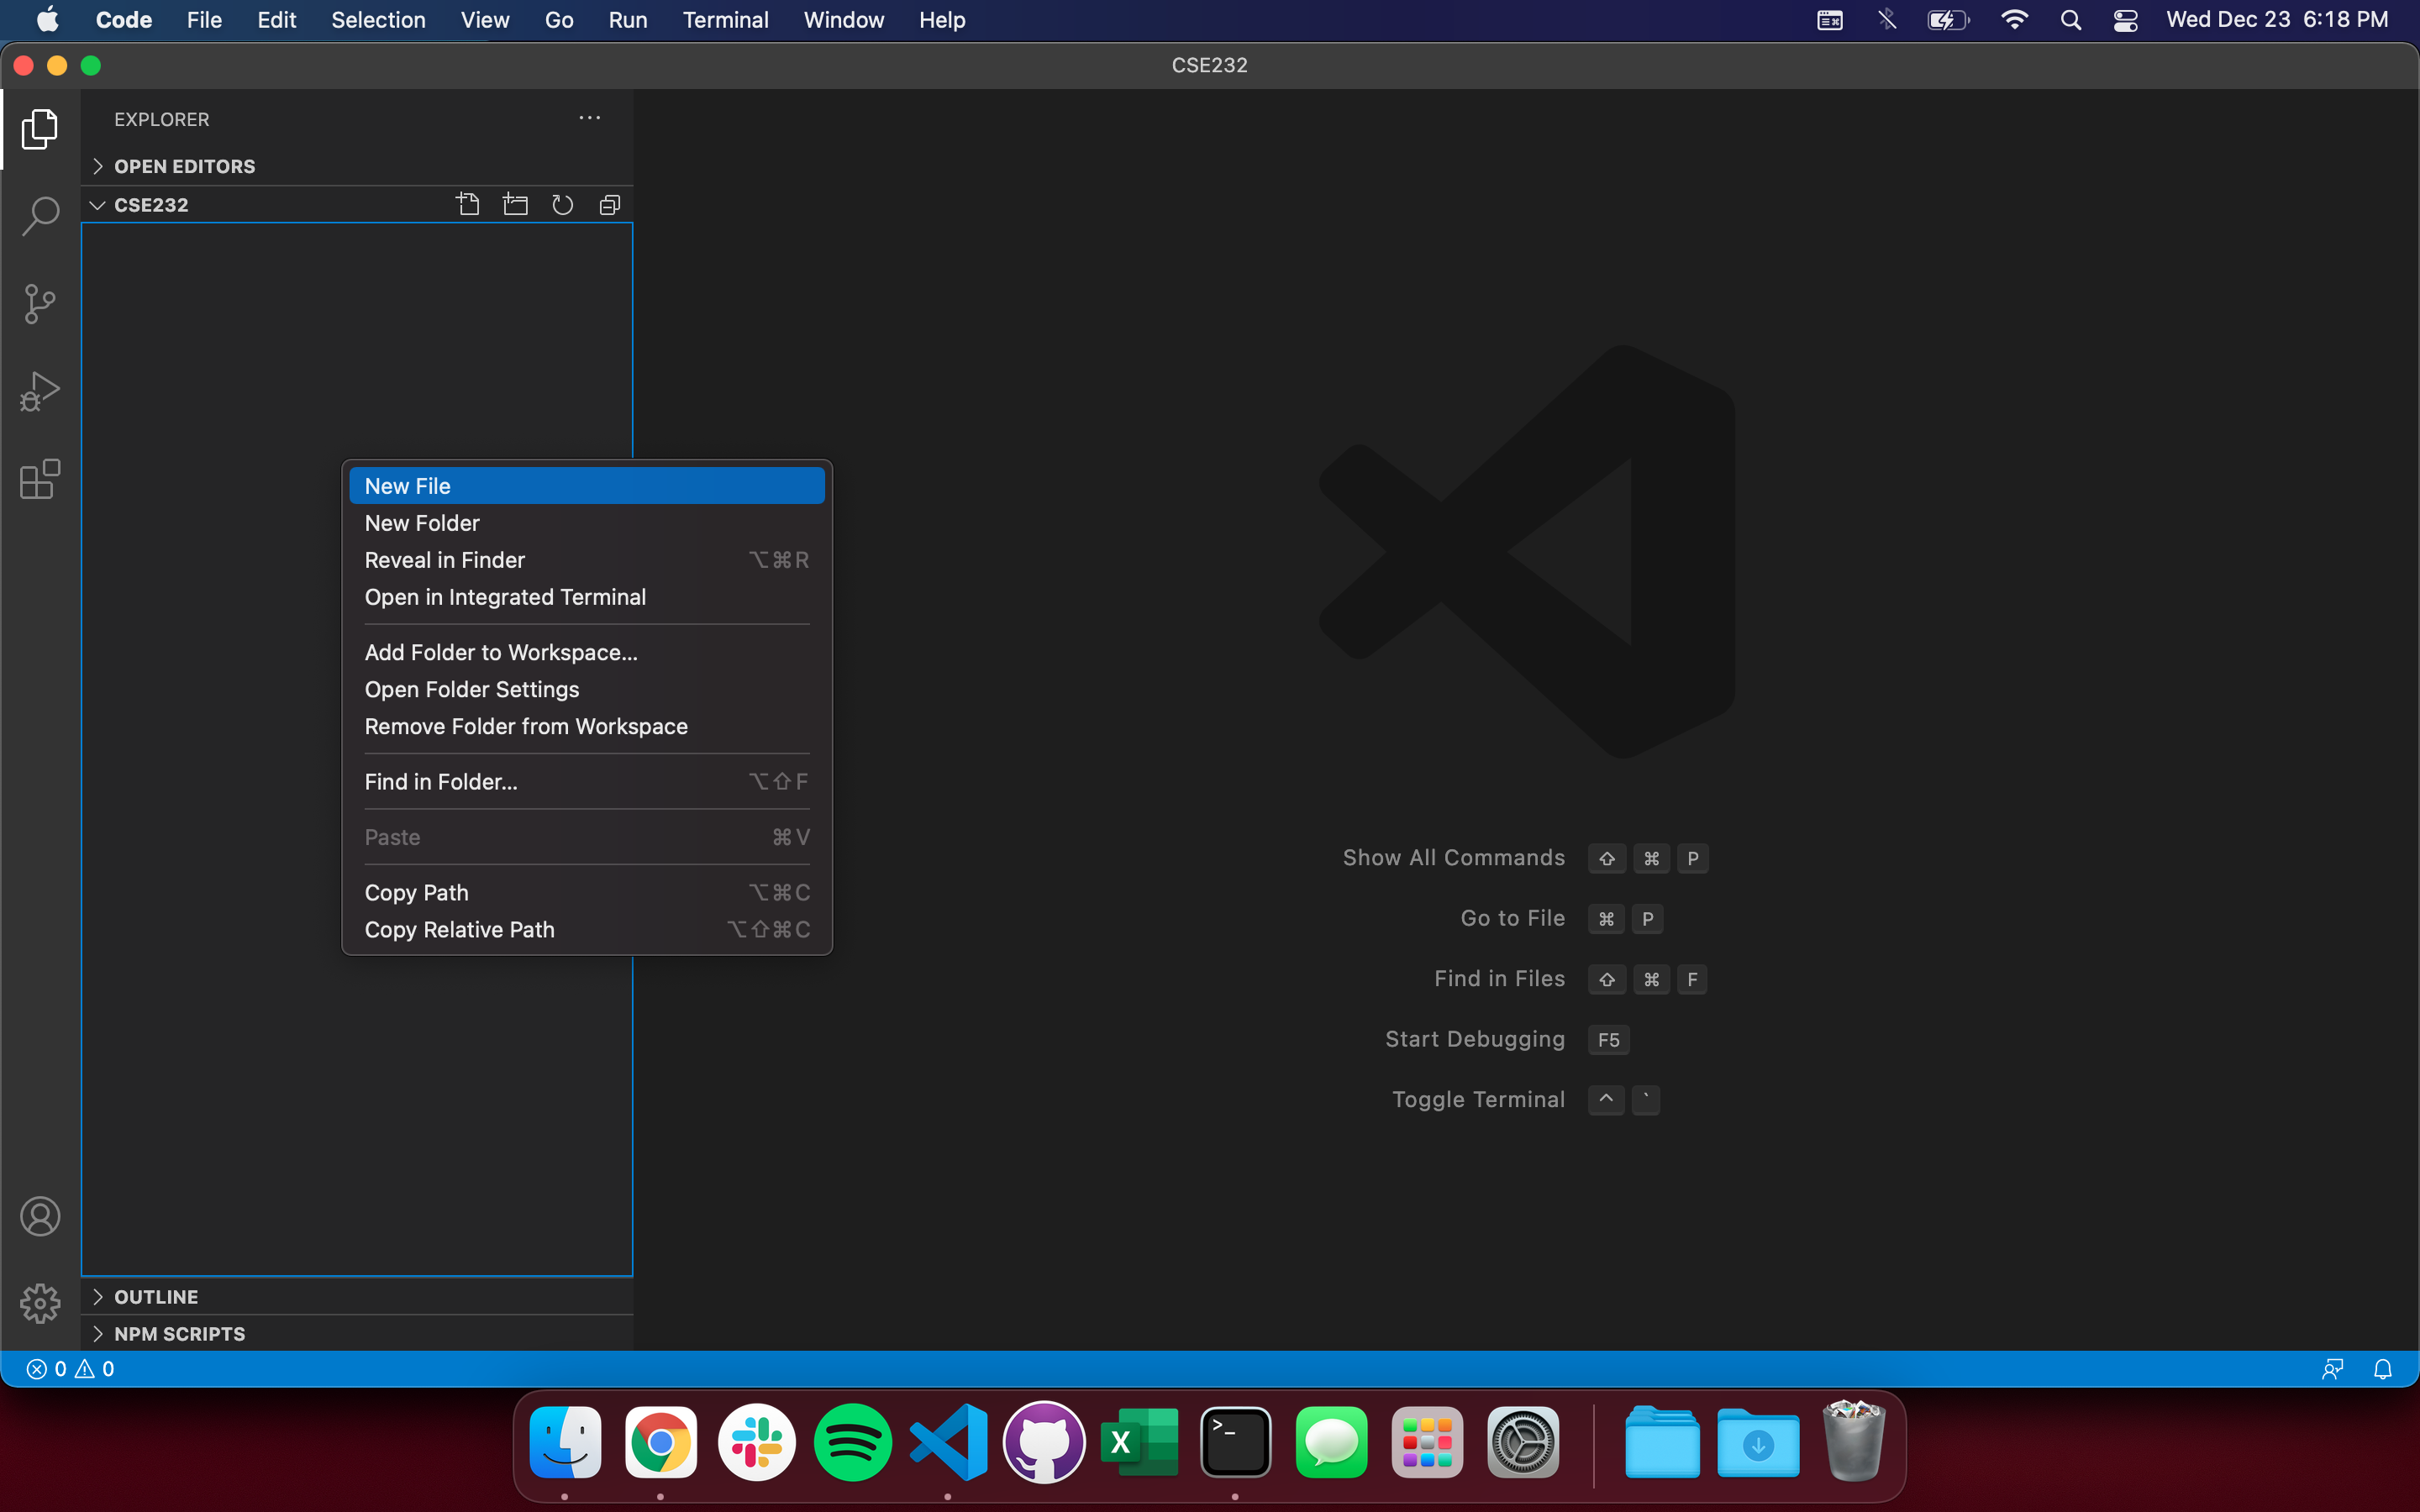 Code File Edit Selection View Go Run Terminal Window Help Wed Dec 23 6:18 PM
CSE232
EXPLORER
OPEN EDITORS
CSE232
New File
New Folder
Reveal in Finder ⌥⌘R
Open in Integrated Terminal
Add Folder to Workspace...
Open Folder Settings
Remove Folder from Workspace
Find in Folder... ⌥⇧F
Paste ⌘V
Copy Path ⌥⌘C
Copy Relative Path ⌥⇧⌘C
Show All Commands ⇧ ⌘ P
Go to File ⌘ P
Find in Files ⇧ ⌘ F
Start Debugging F5
Toggle Terminal ^ `
OUTLINE
NPM SCRIPTS
0 0
X >_